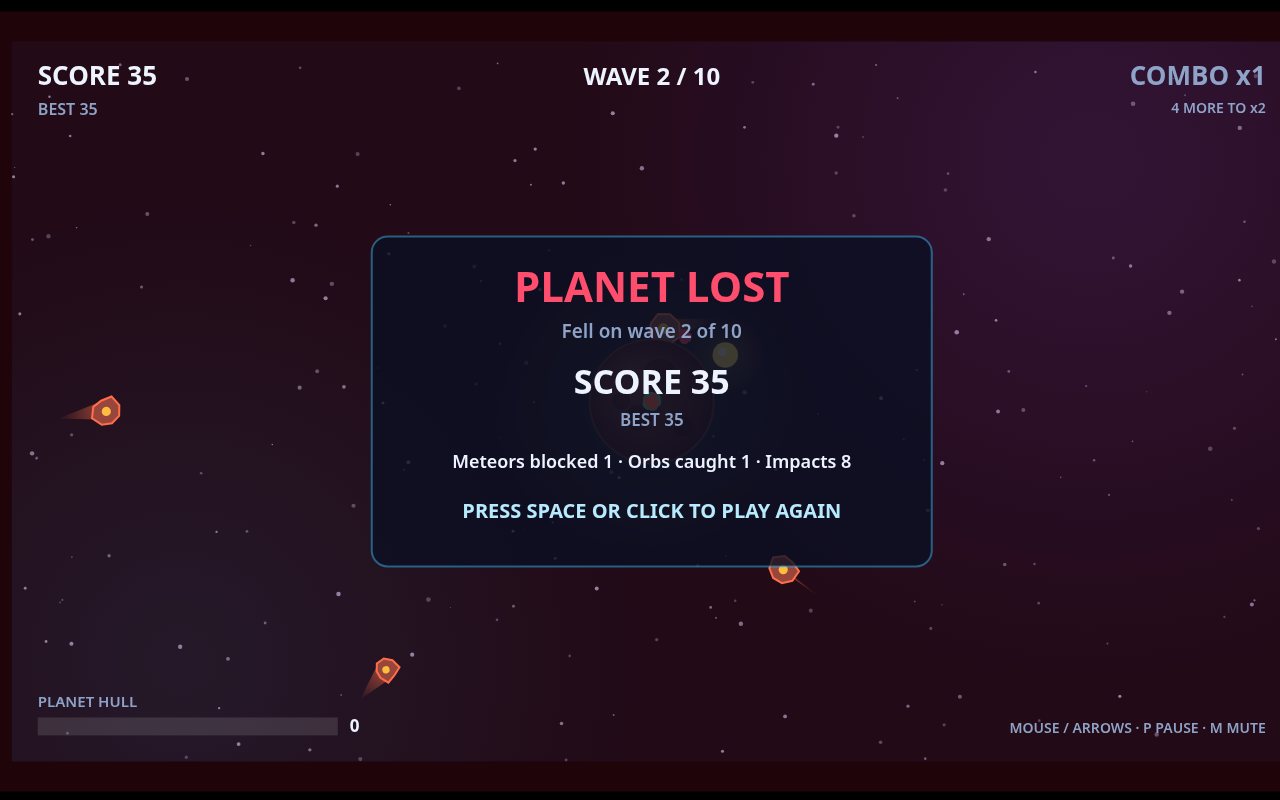 SCORE 35
BEST 35
WAVE 2 / 10
COMBO x1
4 MORE TO x2
PLANET LOST
Fell on wave 2 of 10
SCORE 35
BEST 35
Meteors blocked 1 · Orbs caught 1 · Impacts 8
PRESS SPACE OR CLICK TO PLAY AGAIN
PLANET HULL
0
MOUSE / ARROWS · P PAUSE · M MUTE